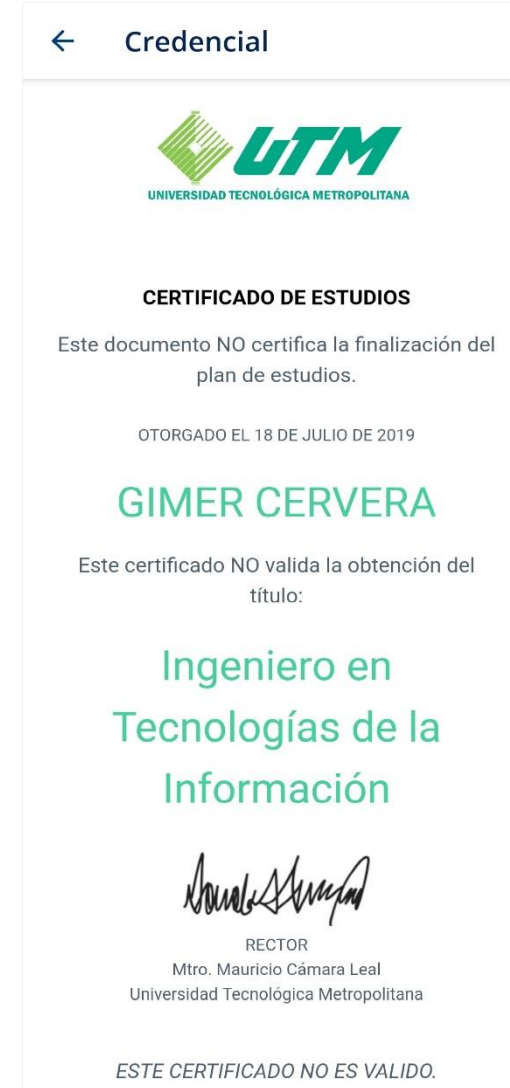 Credencial
UTM
UNIVERSIDAD TECNOLÓGICA METROPOLITANA
CERTIFICADO DE ESTUDIOS
Este documento NO certifica la finalización del
plan de estudios.
OTORGADO EL 18 DE JULIO DE 2019
GIMER CERVERA
Este certificado NO valida la obtención del
título:
Ingeniero en
Tecnologías de la
Información
RECTOR
Mtro. Mauricio Cámara Leal
Universidad Tecnológica Metropolitana
ESTE CERTIFICADO NO ES VALIDO.